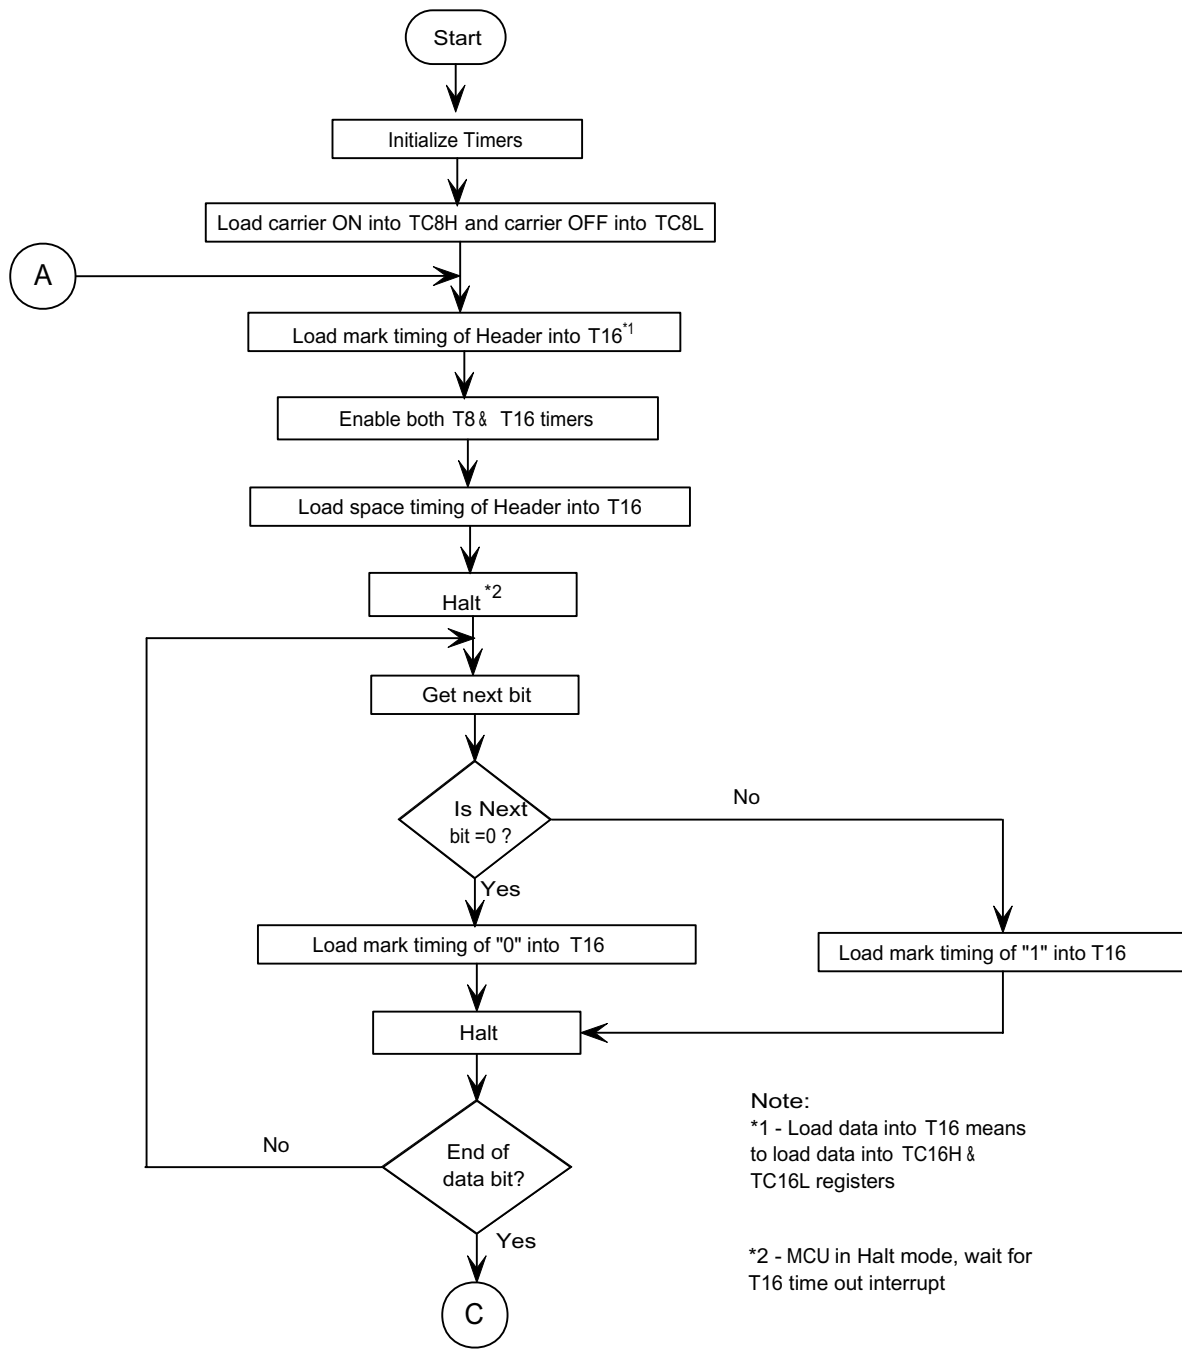 Start
Initialize Timers
Load carrier ON into TC8H and carrier OFF into TC8L
A
Load mark timing of Header into T16*1
Enable both T8 & T16 timers
Load space timing of Header into T16
Halt *2
Get next bit
Is Next
bit =0 ?
No
Yes
Load mark timing of "0" into T16
Load mark timing of "1" into T16
Halt
End of
data bit?
No
Yes
C
Note:
*1 - Load data into T16 means
to load data into TC16H &
TC16L registers
*2 - MCU in Halt mode, wait for
T16 time out interrupt